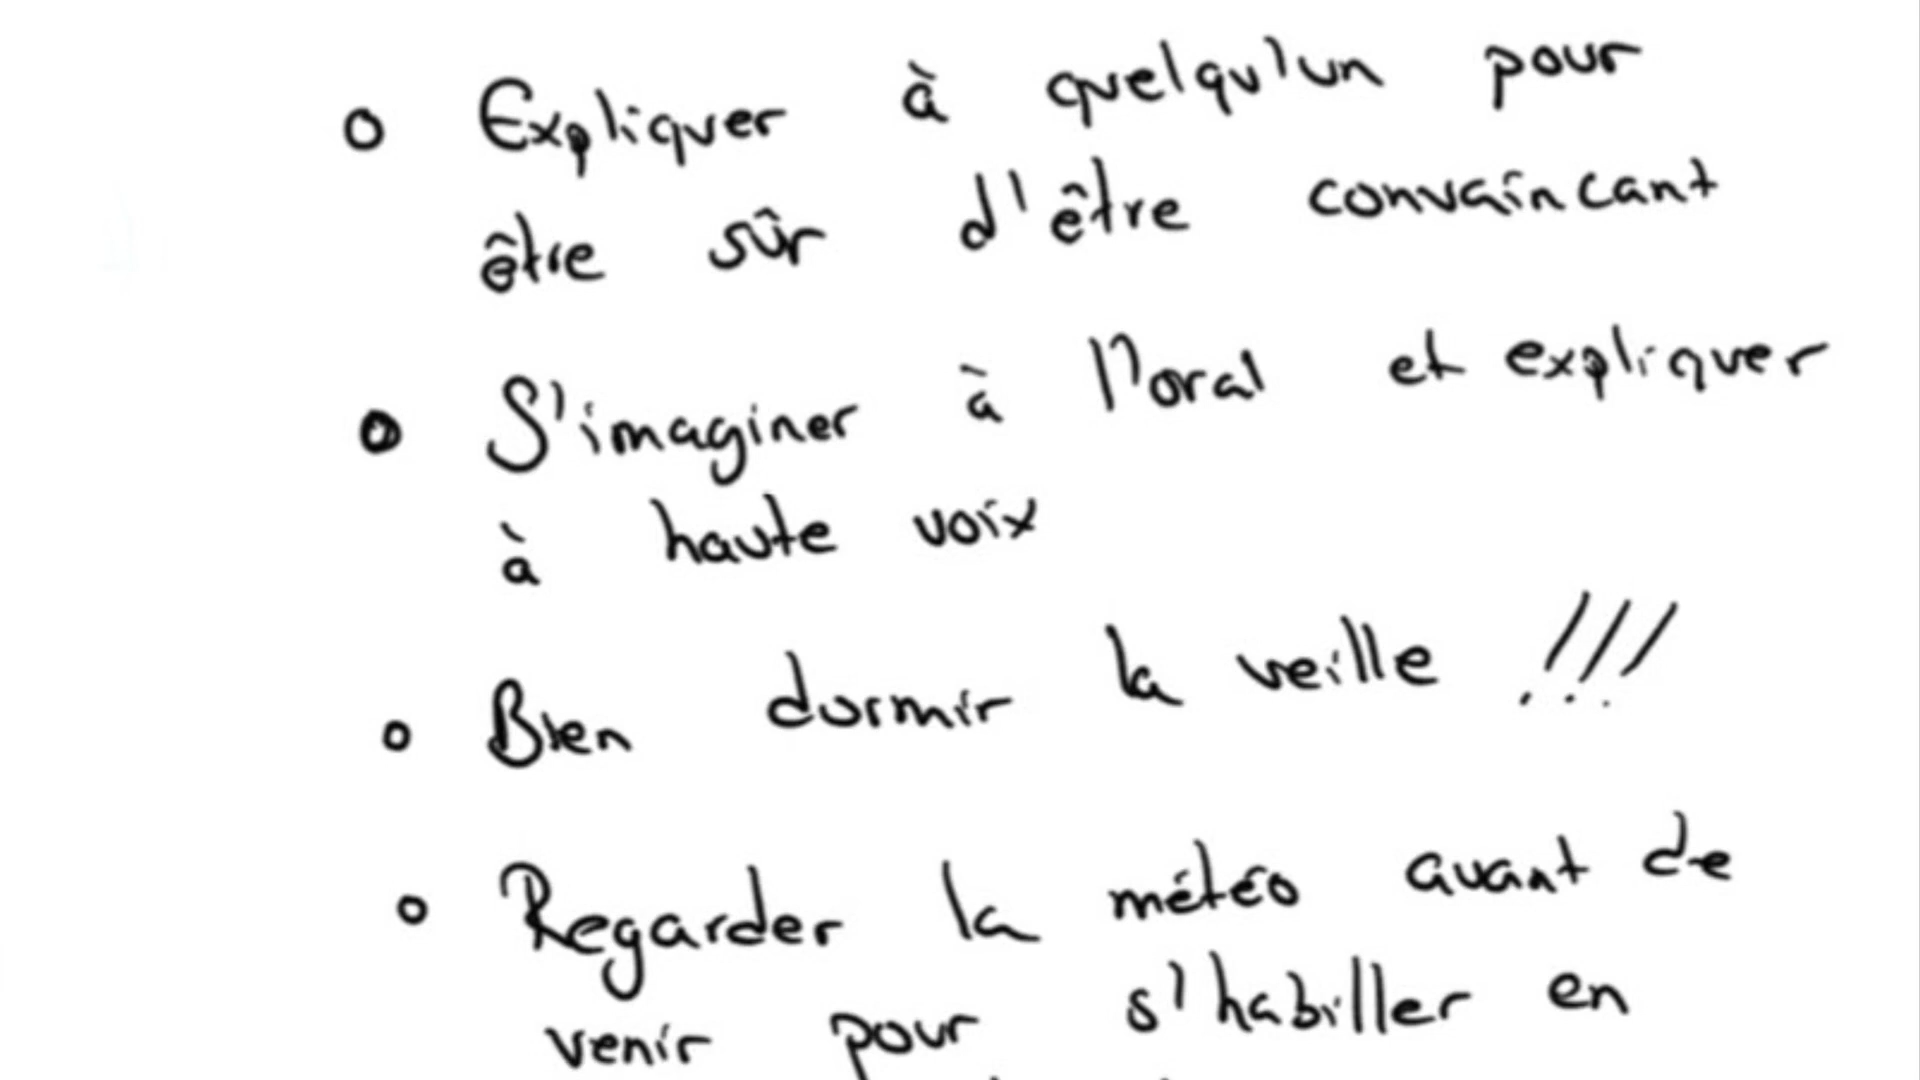 o Expliquer à quelqu'un pour
être sûr d'être convaincant
o S'imaginer à l'oral et expliquer
à haute voix
o Bien dormir la veille !!!
o Regarder la météo avant de
venir pour s'habiller en